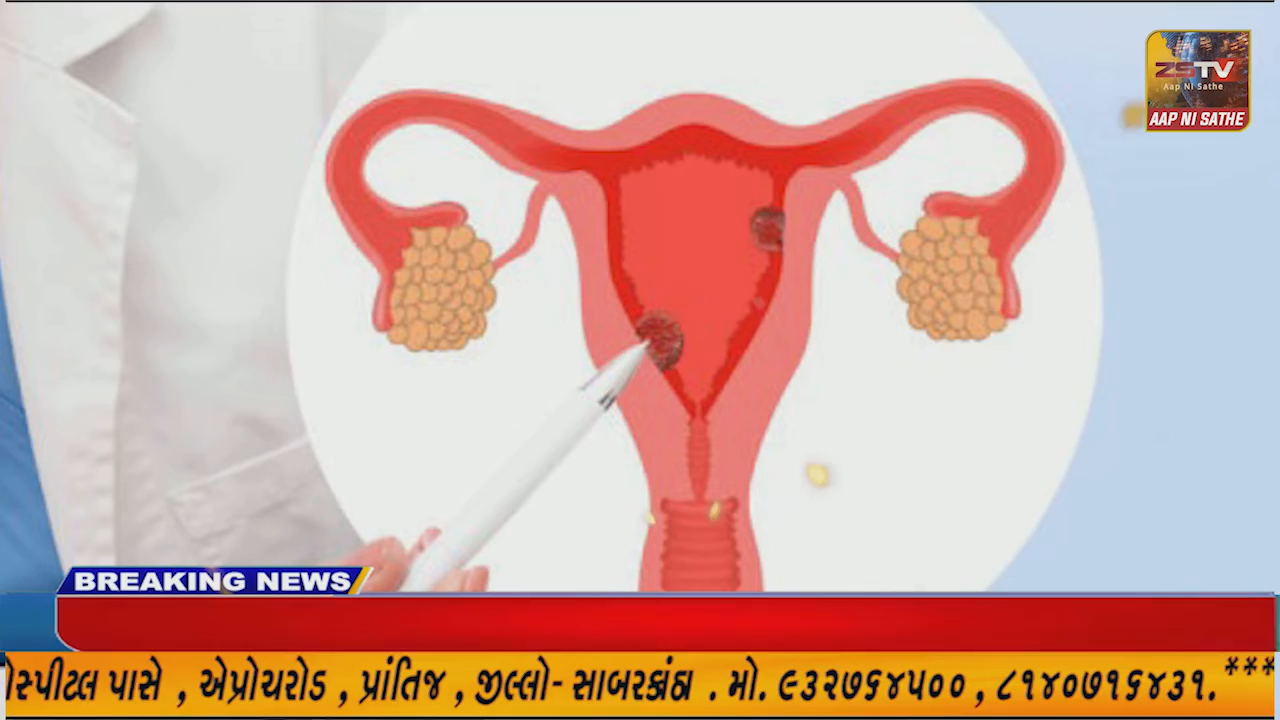 ZSTV
Aap Ni Sathe
AAP NI SATHE
BREAKING NEWS
સ્પીટલ પાસે , એપ્રોચરોડ , પ્રાંતિજ , જીલ્લો- સાબરકાંઠા . મો. ૯૩૨૭૬૪૫૦૦ , ૮૧૪૦૭૧૬૪૩૧. ***